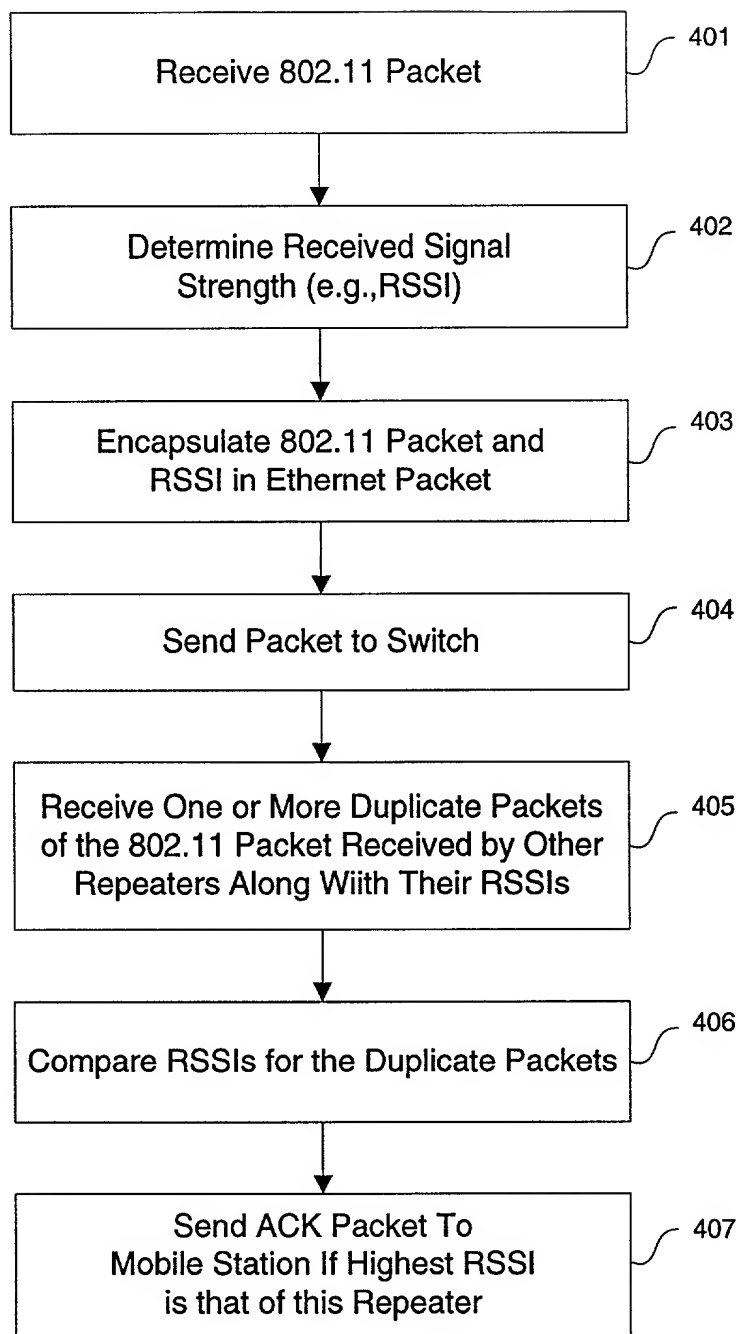 401
Receive 802.11 Packet
402
Determine Received Signal
Strength (e.g.,RSSI)
403
Encapsulate 802.11 Packet and
RSSI in Ethernet Packet
404
Send Packet to Switch
405
Receive One or More Duplicate Packets
of the 802.11 Packet Received by Other
Repeaters Along Wiith Their RSSIs
406
Compare RSSIs for the Duplicate Packets
407
Send ACK Packet To
Mobile Station If Highest RSSI
is that of this Repeater